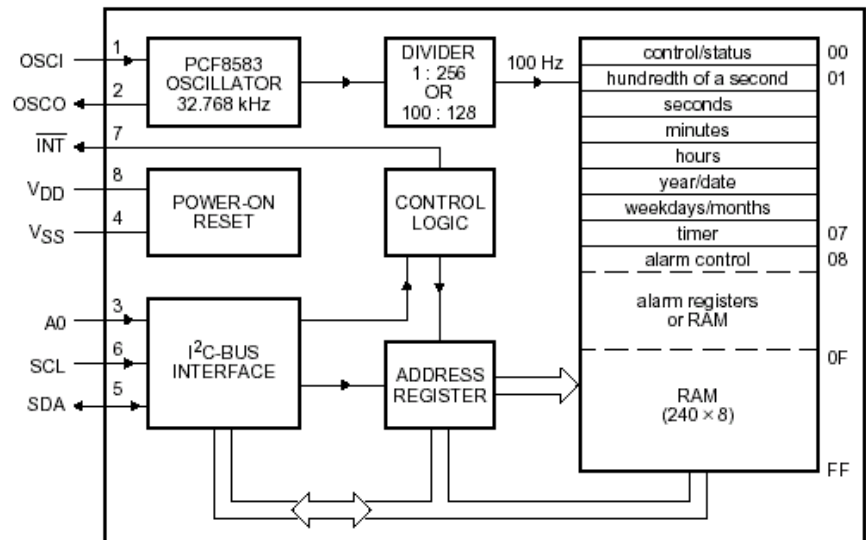 OSCI
1
OSCO
2
INT
7
VDD
8
VSS
4
A0
3
SCL
6
SDA
5
PCF8583
OSCILLATOR
32.768 kHz
DIVIDER
1 : 256
OR
100 : 128
100 Hz
POWER-ON
RESET
CONTROL
LOGIC
I²C-BUS
INTERFACE
ADDRESS
REGISTER
control/status
00
hundredth of a second
01
seconds
minutes
hours
year/date
weekdays/months
timer
07
alarm control
08
alarm registers
or RAM
0F
RAM
(240 × 8)
FF